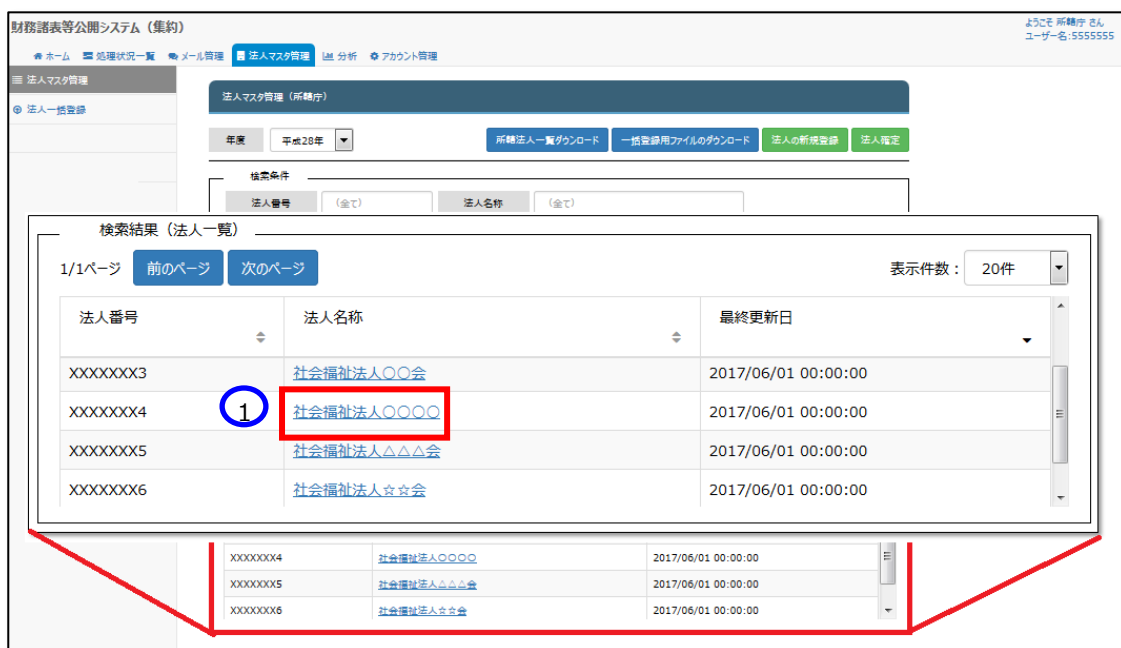 財務諸表等公開システム（集約）
ようこそ 所轄庁 さん
ユーザー名:5555555
ホーム 処理状況一覧 メール管理 法人マスタ管理 分析 アカウント管理
法人マスタ管理
法人一括登録
法人マスタ管理（所轄庁）
年度 平成28年 所轄法人一覧ダウンロード 一括登録用ファイルのダウンロード 法人の新規登録 法人確定
検索条件
法人番号 （全て） 法人名称 （全て）
検索結果（法人一覧）
1/1ページ 前のページ 次のページ 表示件数： 20件
法人番号 法人名称 最終更新日
XXXXXXX3 社会福祉法人〇〇会 2017/06/01 00:00:00
XXXXXXX4 1 社会福祉法人〇〇〇〇 2017/06/01 00:00:00
XXXXXXX5 社会福祉法人△△△会 2017/06/01 00:00:00
XXXXXXX6 社会福祉法人☆☆会 2017/06/01 00:00:00
XXXXXXX4 社会福祉法人〇〇〇〇 2017/06/01 00:00:00
XXXXXXX5 社会福祉法人△△△会 2017/06/01 00:00:00
XXXXXXX6 社会福祉法人☆☆会 2017/06/01 00:00:00